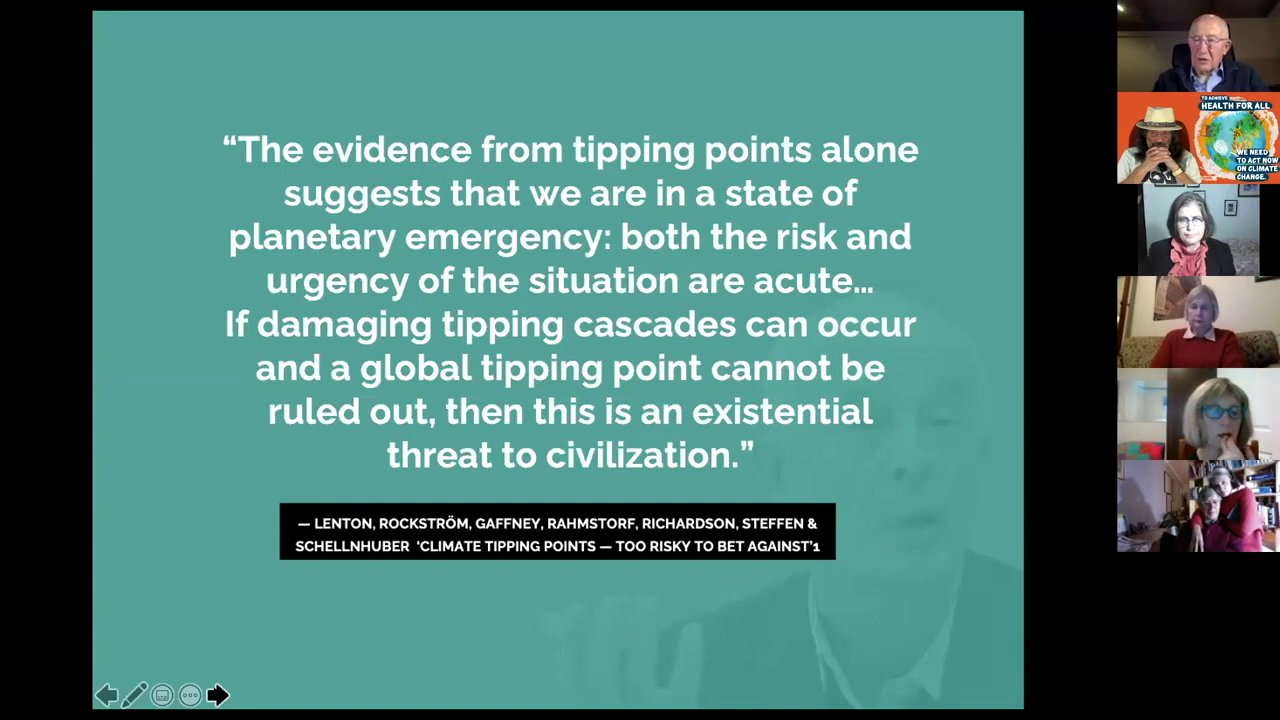 “The evidence from tipping points alone
suggests that we are in a state of
planetary emergency: both the risk and
urgency of the situation are acute...
If damaging tipping cascades can occur
and a global tipping point cannot be
ruled out, then this is an existential
threat to civilization.”
— LENTON, ROCKSTRÖM, GAFFNEY, RAHMSTORF, RICHARDSON, STEFFEN &
SCHELLNHUBER ‘CLIMATE TIPPING POINTS — TOO RISKY TO BET AGAINST’1
TO ACHIEVE
HEALTH FOR ALL
WE NEED
TO ACT NOW
ON CLIMATE
CHANGE.